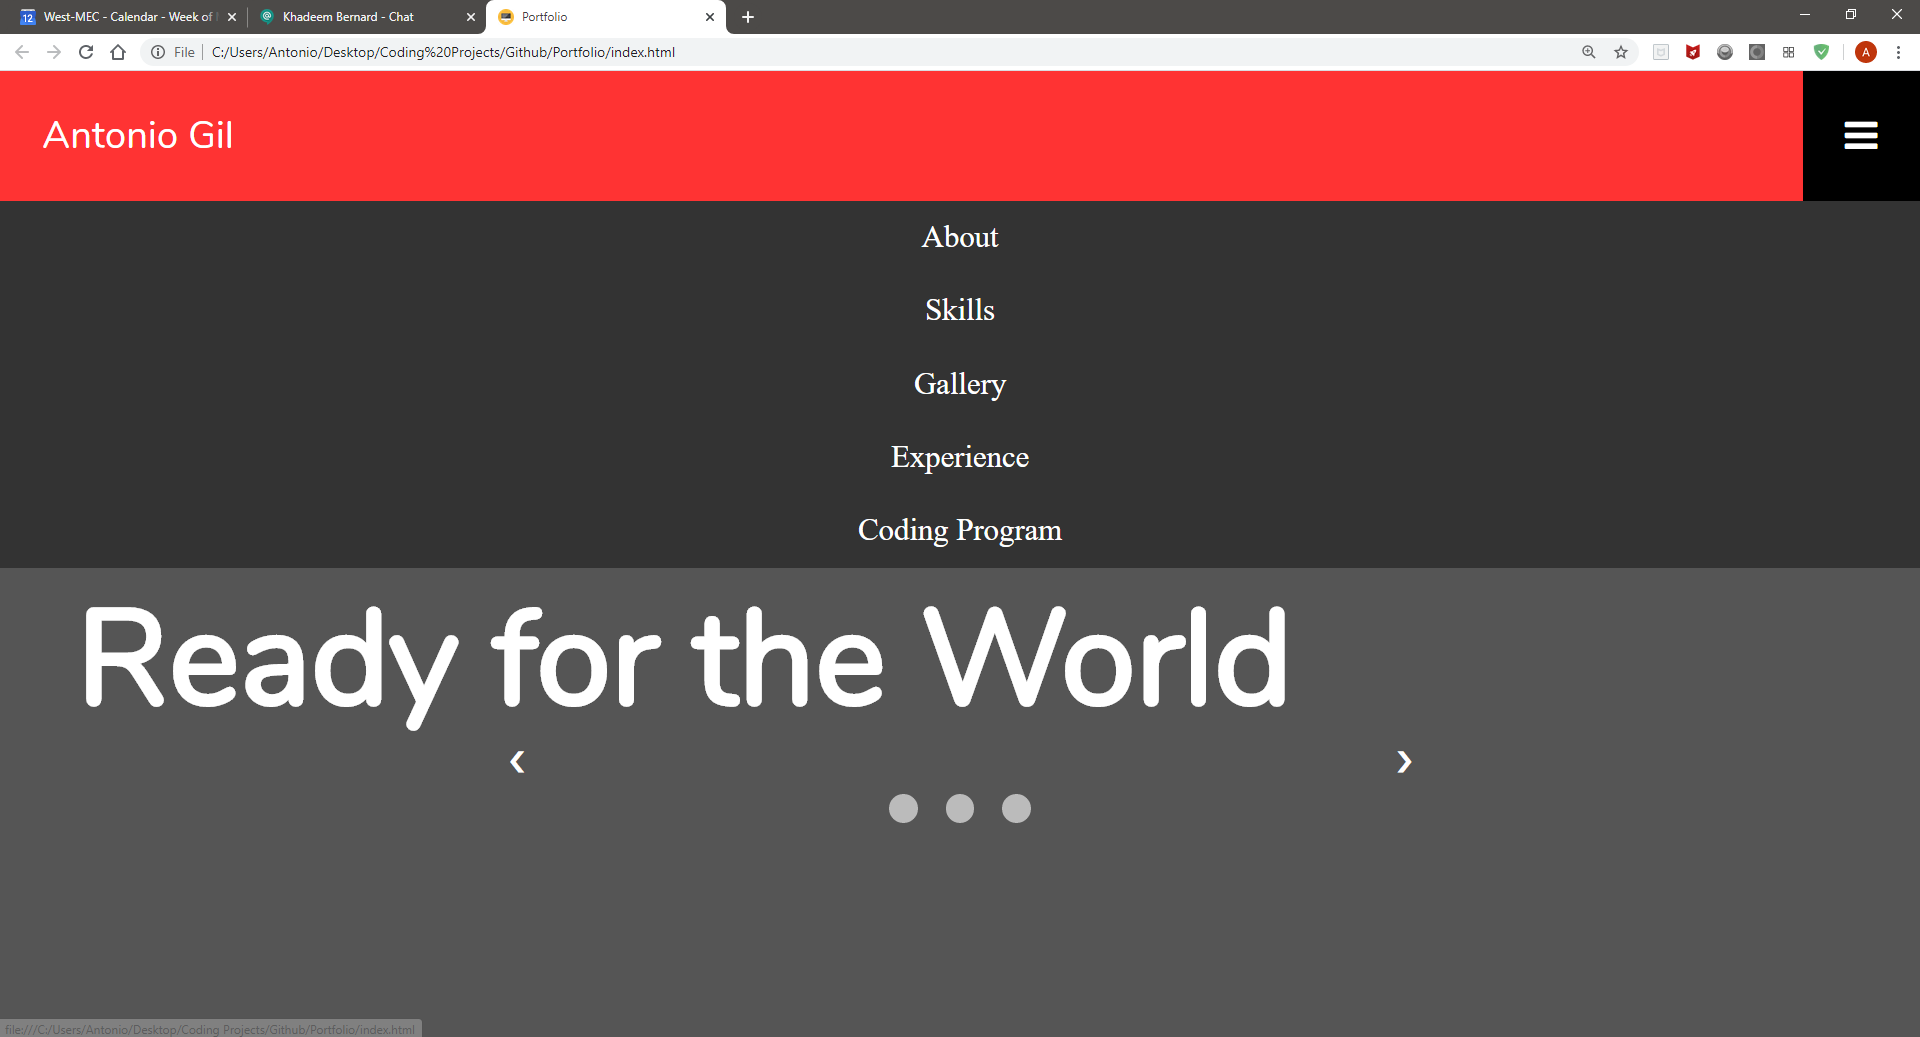 West-MEC - Calendar - Week of
Khadeem Bernard - Chat
Portfolio
File
C:/Users/Antonio/Desktop/Coding%20Projects/Github/Portfolio/index.html
A
12
Antonio Gil
About
Skills
Gallery
Experience
Coding Program
Ready for the World
‹ ›
file:///C:/Users/Antonio/Desktop/Coding Projects/Github/Portfolio/index.html